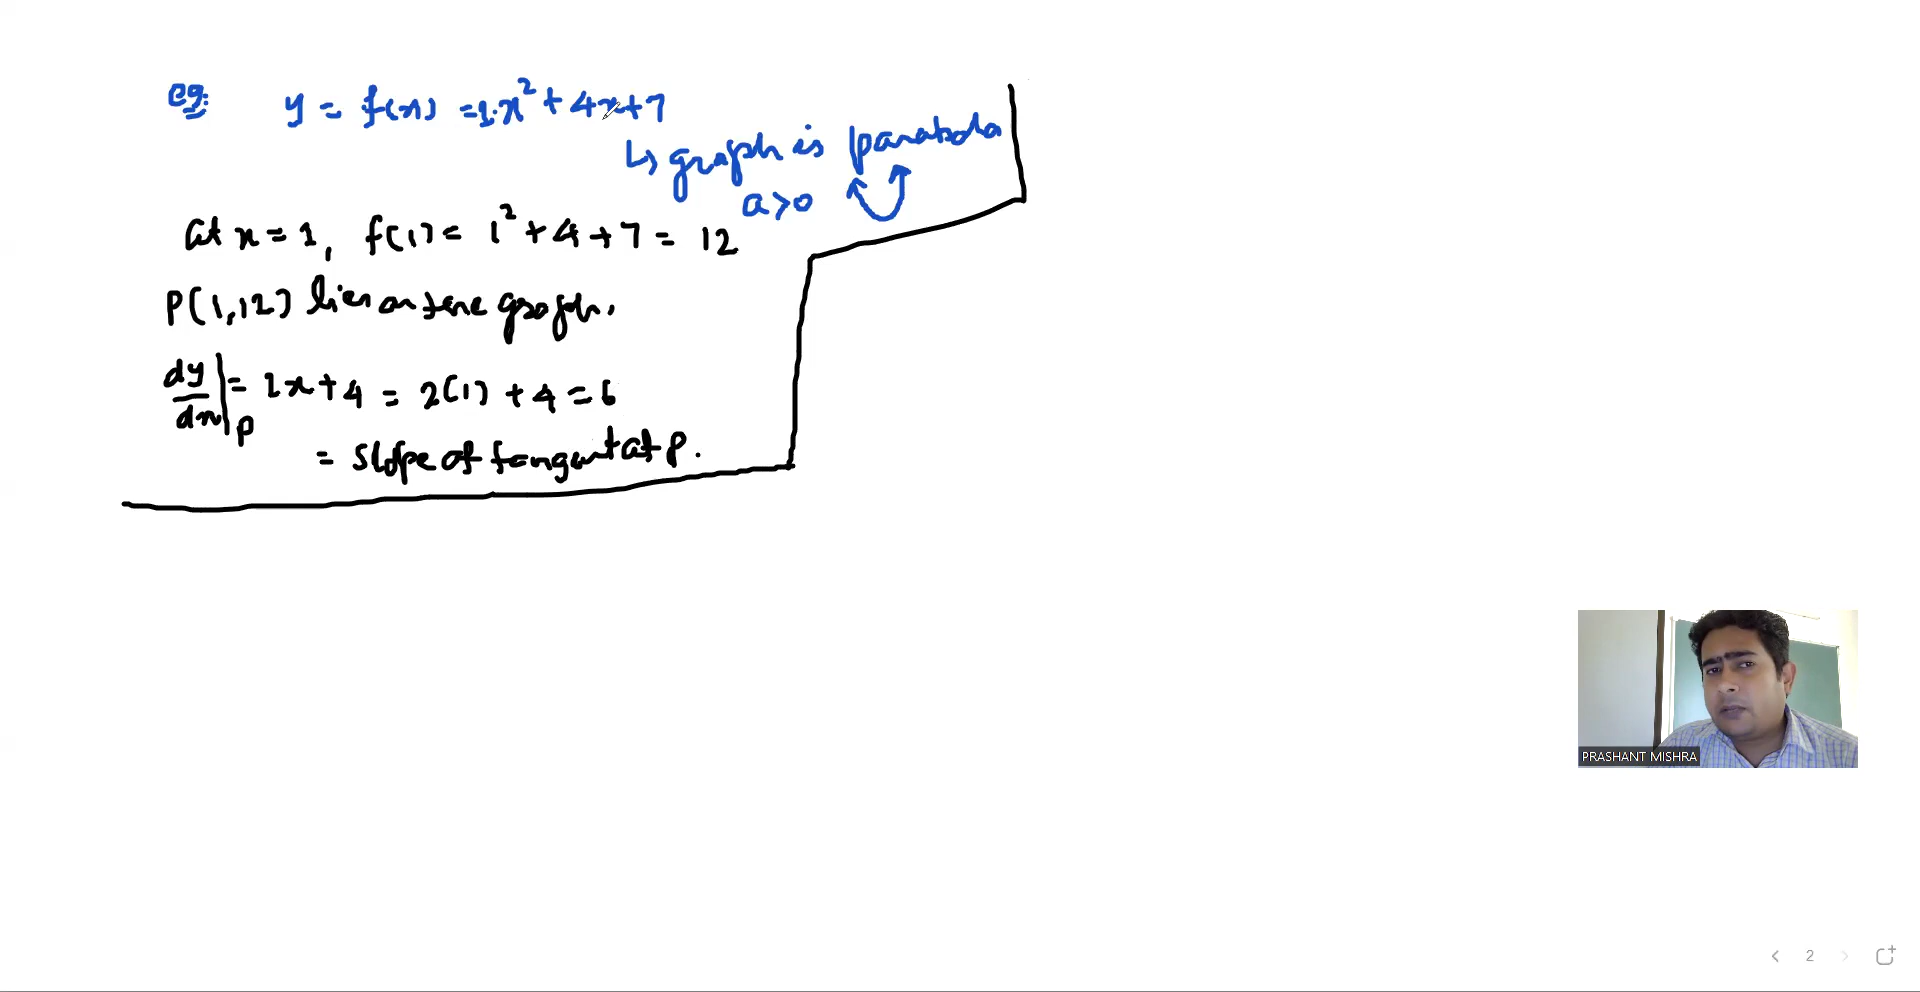 eg: y = f(x) = 1·x² + 4x + 7
↳ graph is parabola
a > 0
at x = 1, f(1) = 1² + 4 + 7 = 12
P(1,12) lies on the graph.
dy/dx|P = 2x + 4 = 2(1) + 4 = 6
= slope of tangent at P.
PRASHANT MISHRA
2